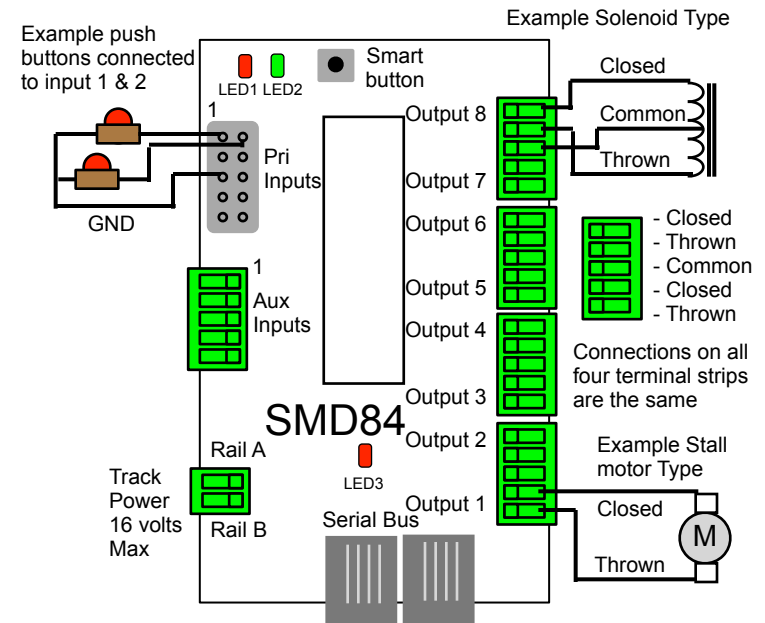 Example Solenoid Type
Example push
buttons connected
to input 1 & 2
LED1 LED2
Smart
button
Closed
Common
Thrown
1
Pri
Inputs
GND
Output 8
Output 7
Output 6
Output 5
Output 4
Output 3
Output 2
Output 1
- Closed
- Thrown
- Common
- Closed
- Thrown
Connections on all
four terminal strips
are the same
1
Aux
Inputs
SMD84
LED3
Rail A
Track
Power
16 volts
Max
Rail B
Serial Bus
Example Stall
motor Type
Closed
M
Thrown